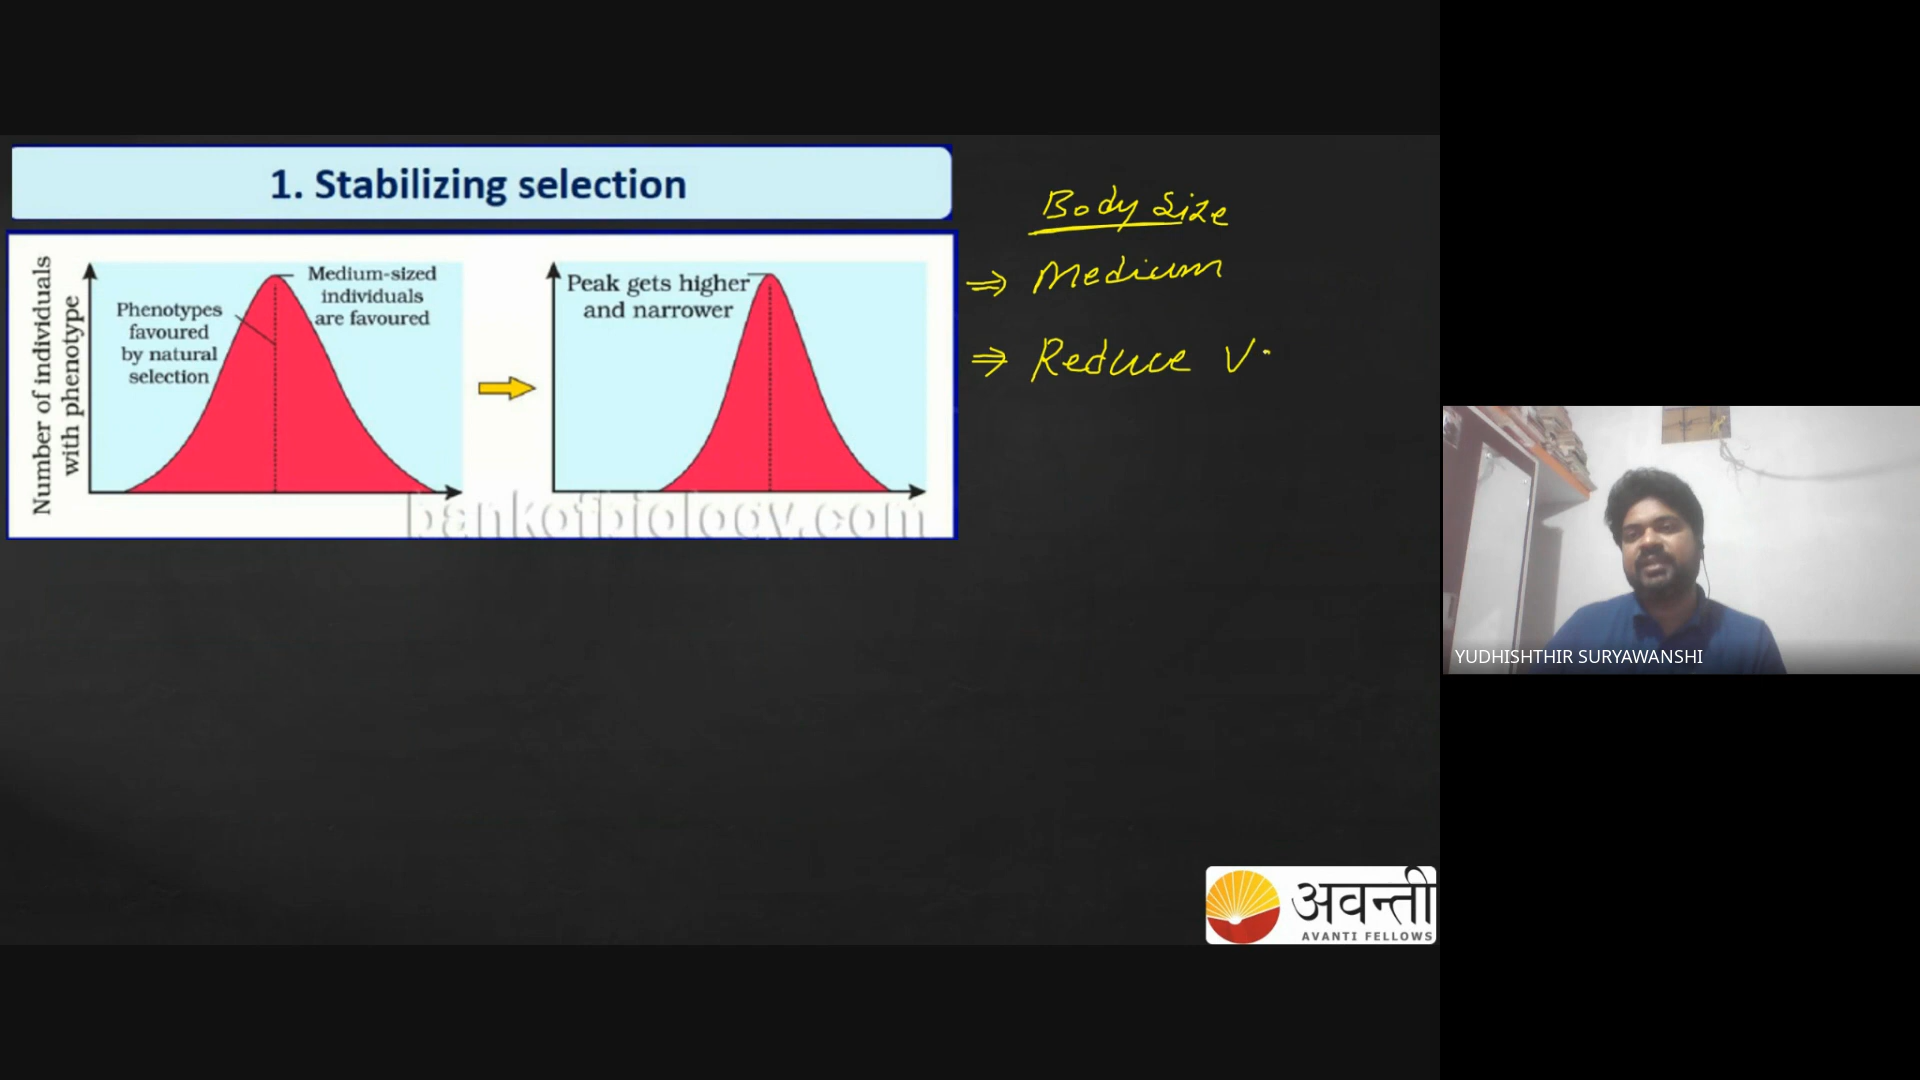 1. Stabilizing selection
Number of individuals
with phenotype
Phenotypes
favoured
by natural
selection
Medium-sized
individuals
are favoured
Peak gets higher
and narrower
bankofbiology.com
Body Size
⇒ Medium
⇒ Reduce V.
YUDHISHTHIR SURYAWANSHI
अवन्ती
AVANTI FELLOWS